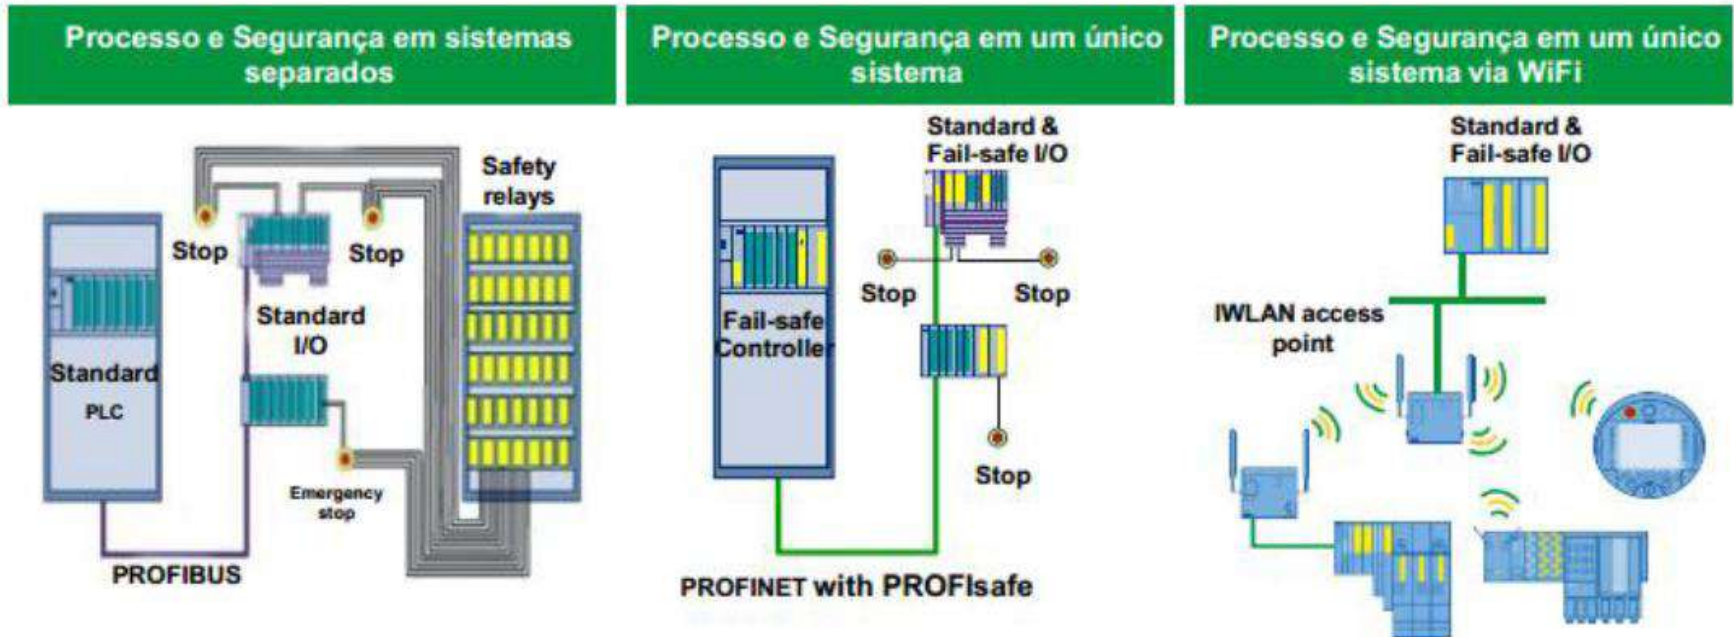 Processo e Segurança em sistemas
separados
Processo e Segurança em um único
sistema
Processo e Segurança em um único
sistema via WiFi
Safety
relays
Stop
Stop
Standard
I/O
Standard
PLC
Emergency
stop
PROFIBUS
Standard &
Fail-safe I/O
Stop
Stop
Fail-safe
Controller
Stop
PROFINET with PROFIsafe
Standard &
Fail-safe I/O
IWLAN access
point